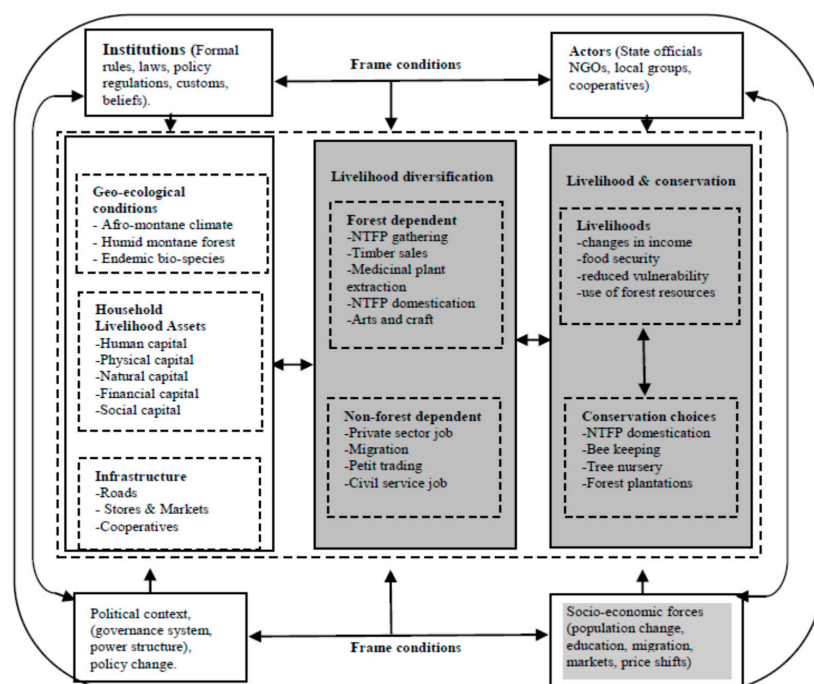 Institutions (Formal
rules, laws, policy
regulations, customs,
beliefs).
Frame conditions
Actors (State officials
NGOs, local groups,
cooperatives)
Geo-ecological
conditions
- Afro-montane climate
- Humid montane forest
- Endemic bio-species
Household
Livelihood Assets
-Human capital
-Physical capital
-Natural capital
-Financial capital
-Social capital
Infrastructure
-Roads
- Stores & Markets
-Cooperatives
Livelihood diversification
Forest dependent
-NTFP gathering
-Timber sales
-Medicinal plant
extraction
-NTFP domestication
-Arts and craft
Non-forest dependent
-Private sector job
-Migration
-Petit trading
-Civil service job
Livelihood & conservation
Livelihoods
-changes in income
-food security
-reduced vulnerability
-use of forest resources
Conservation choices
-NTFP domestication
-Bee keeping
-Tree nursery
-Forest plantations
Political context,
(governance system,
power structure),
policy change.
Frame conditions
Socio-economic forces
(population change,
education, migration,
markets, price shifts)